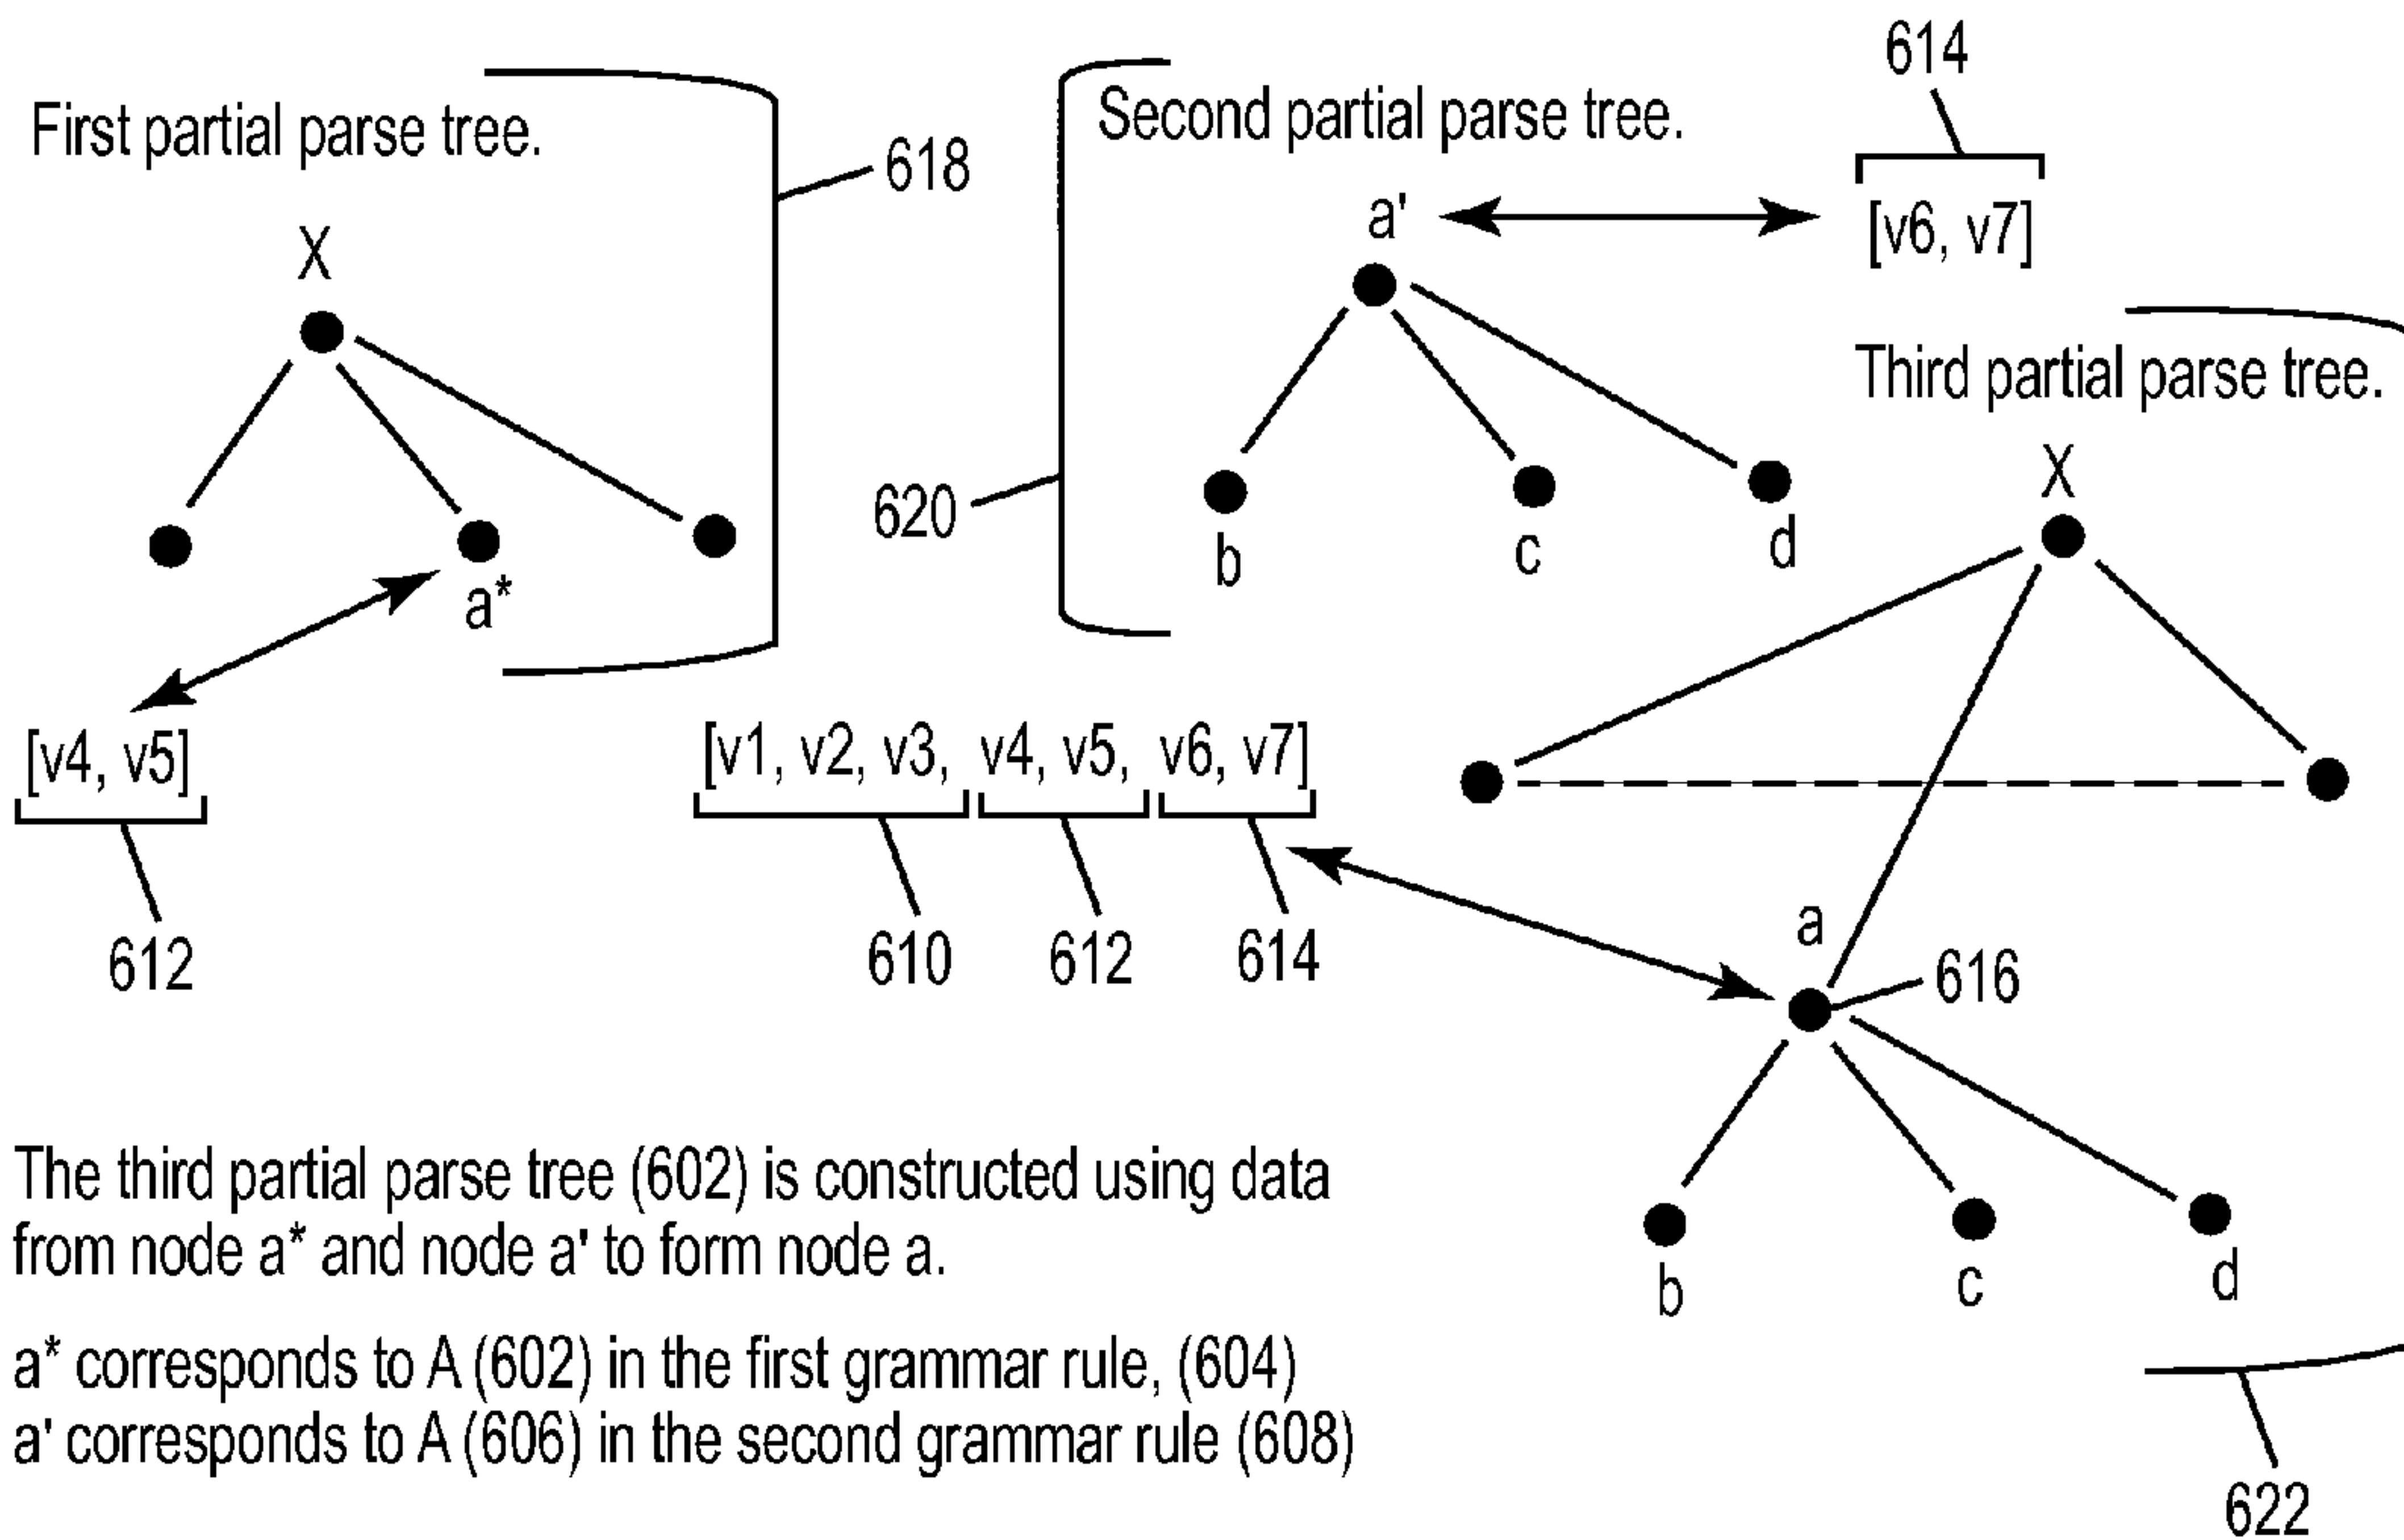 First partial parse tree.
618
X
a*
[v4, v5]
612
Second partial parse tree.
614
a'
[v6, v7]
620
b
c
d
[v1, v2, v3, v4, v5, v6, v7]
610
612
614
Third partial parse tree.
X
a
616
b
c
d
622
The third partial parse tree (602) is constructed using data
from node a* and node a' to form node a.
a* corresponds to A (602) in the first grammar rule, (604)
a' corresponds to A (606) in the second grammar rule (608)